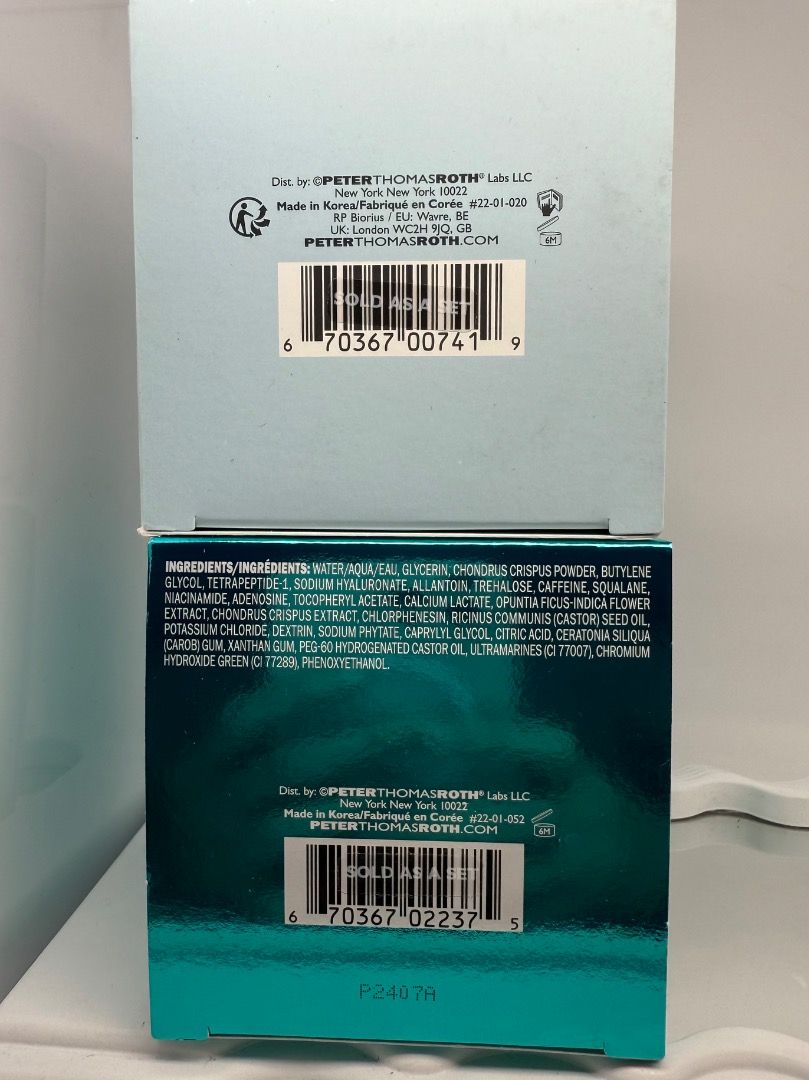 Dist. by: ©PETERTHOMASROTH® Labs LLC
New York New York 10022
Made in Korea/Fabriqué en Corée #22-01-020
RP Biorius / EU: Wavre, BE
UK: London WC2H 9JQ, GB
PETERTHOMASROTH.COM
6M
SOLD AS A SET
6 70367 00741 9
INGREDIENTS/INGRÉDIENTS: WATER/AQUA/EAU, GLYCERIN, CHONDRUS CRISPUS POWDER, BUTYLENE
GLYCOL, TETRAPEPTIDE-1, SODIUM HYALURONATE, ALLANTOIN, TREHALOSE, CAFFEINE, SQUALANE,
NIACINAMIDE, ADENOSINE, TOCOPHERYL ACETATE, CALCIUM LACTATE, OPUNTIA FICUS-INDICA FLOWER
EXTRACT, CHONDRUS CRISPUS EXTRACT, CHLORPHENESIN, RICINUS COMMUNIS (CASTOR) SEED OIL,
POTASSIUM CHLORIDE, DEXTRIN, SODIUM PHYTATE, CAPRYLYL GLYCOL, CITRIC ACID, CERATONIA SILIQUA
(CAROB) GUM, XANTHAN GUM, PEG-60 HYDROGENATED CASTOR OIL, ULTRAMARINES (CI 77007), CHROMIUM
HYDROXIDE GREEN (CI 77289), PHENOXYETHANOL.
Dist. by: ©PETERTHOMASROTH® Labs LLC
New York New York 10022
Made in Korea/Fabriqué en Corée #22-01-052
PETERTHOMASROTH.COM
6M
SOLD AS A SET
6 70367 02237 5
P2407A